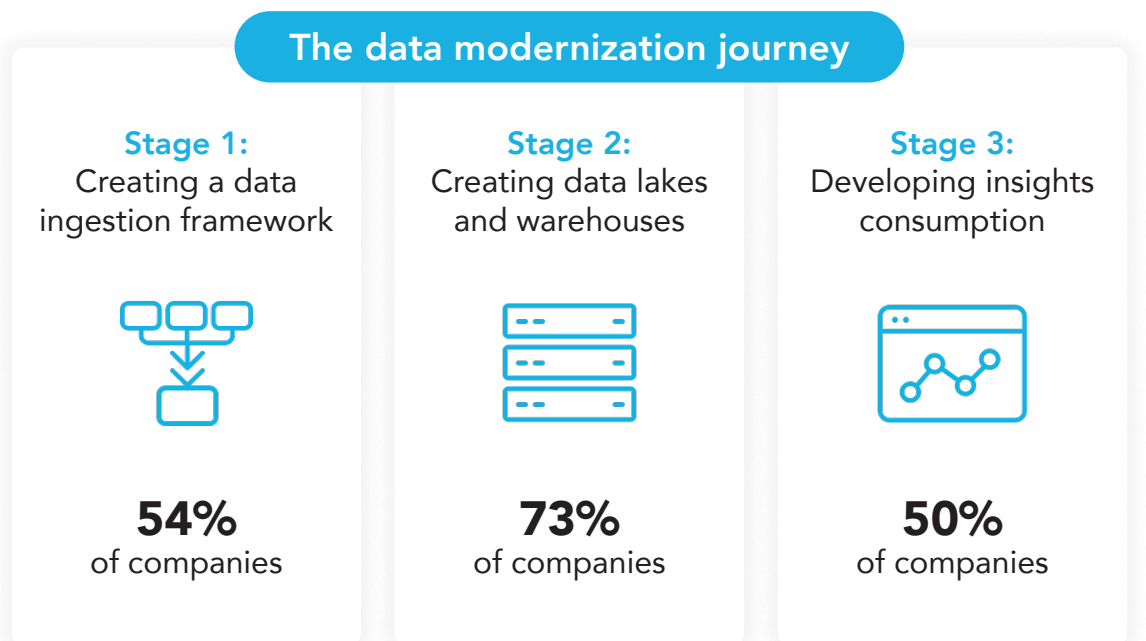 The data modernization journey
Stage 1:
Creating a data
ingestion framework
54%
of companies
Stage 2:
Creating data lakes
and warehouses
73%
of companies
Stage 3:
Developing insights
consumption
50%
of companies